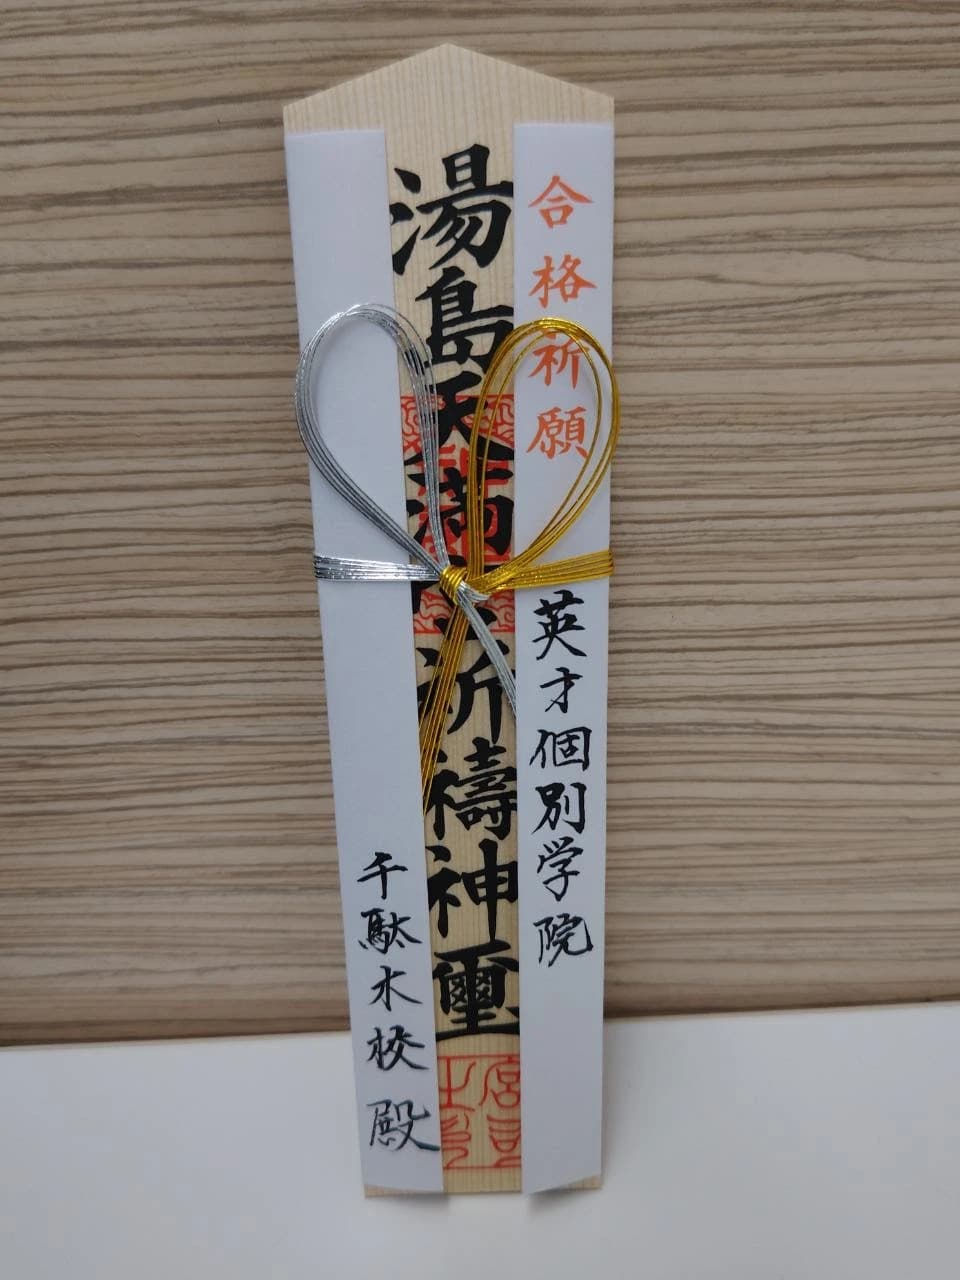 合格祈願
英才個別学院
湯島天満宮祈禱神璽
千駄木校殿